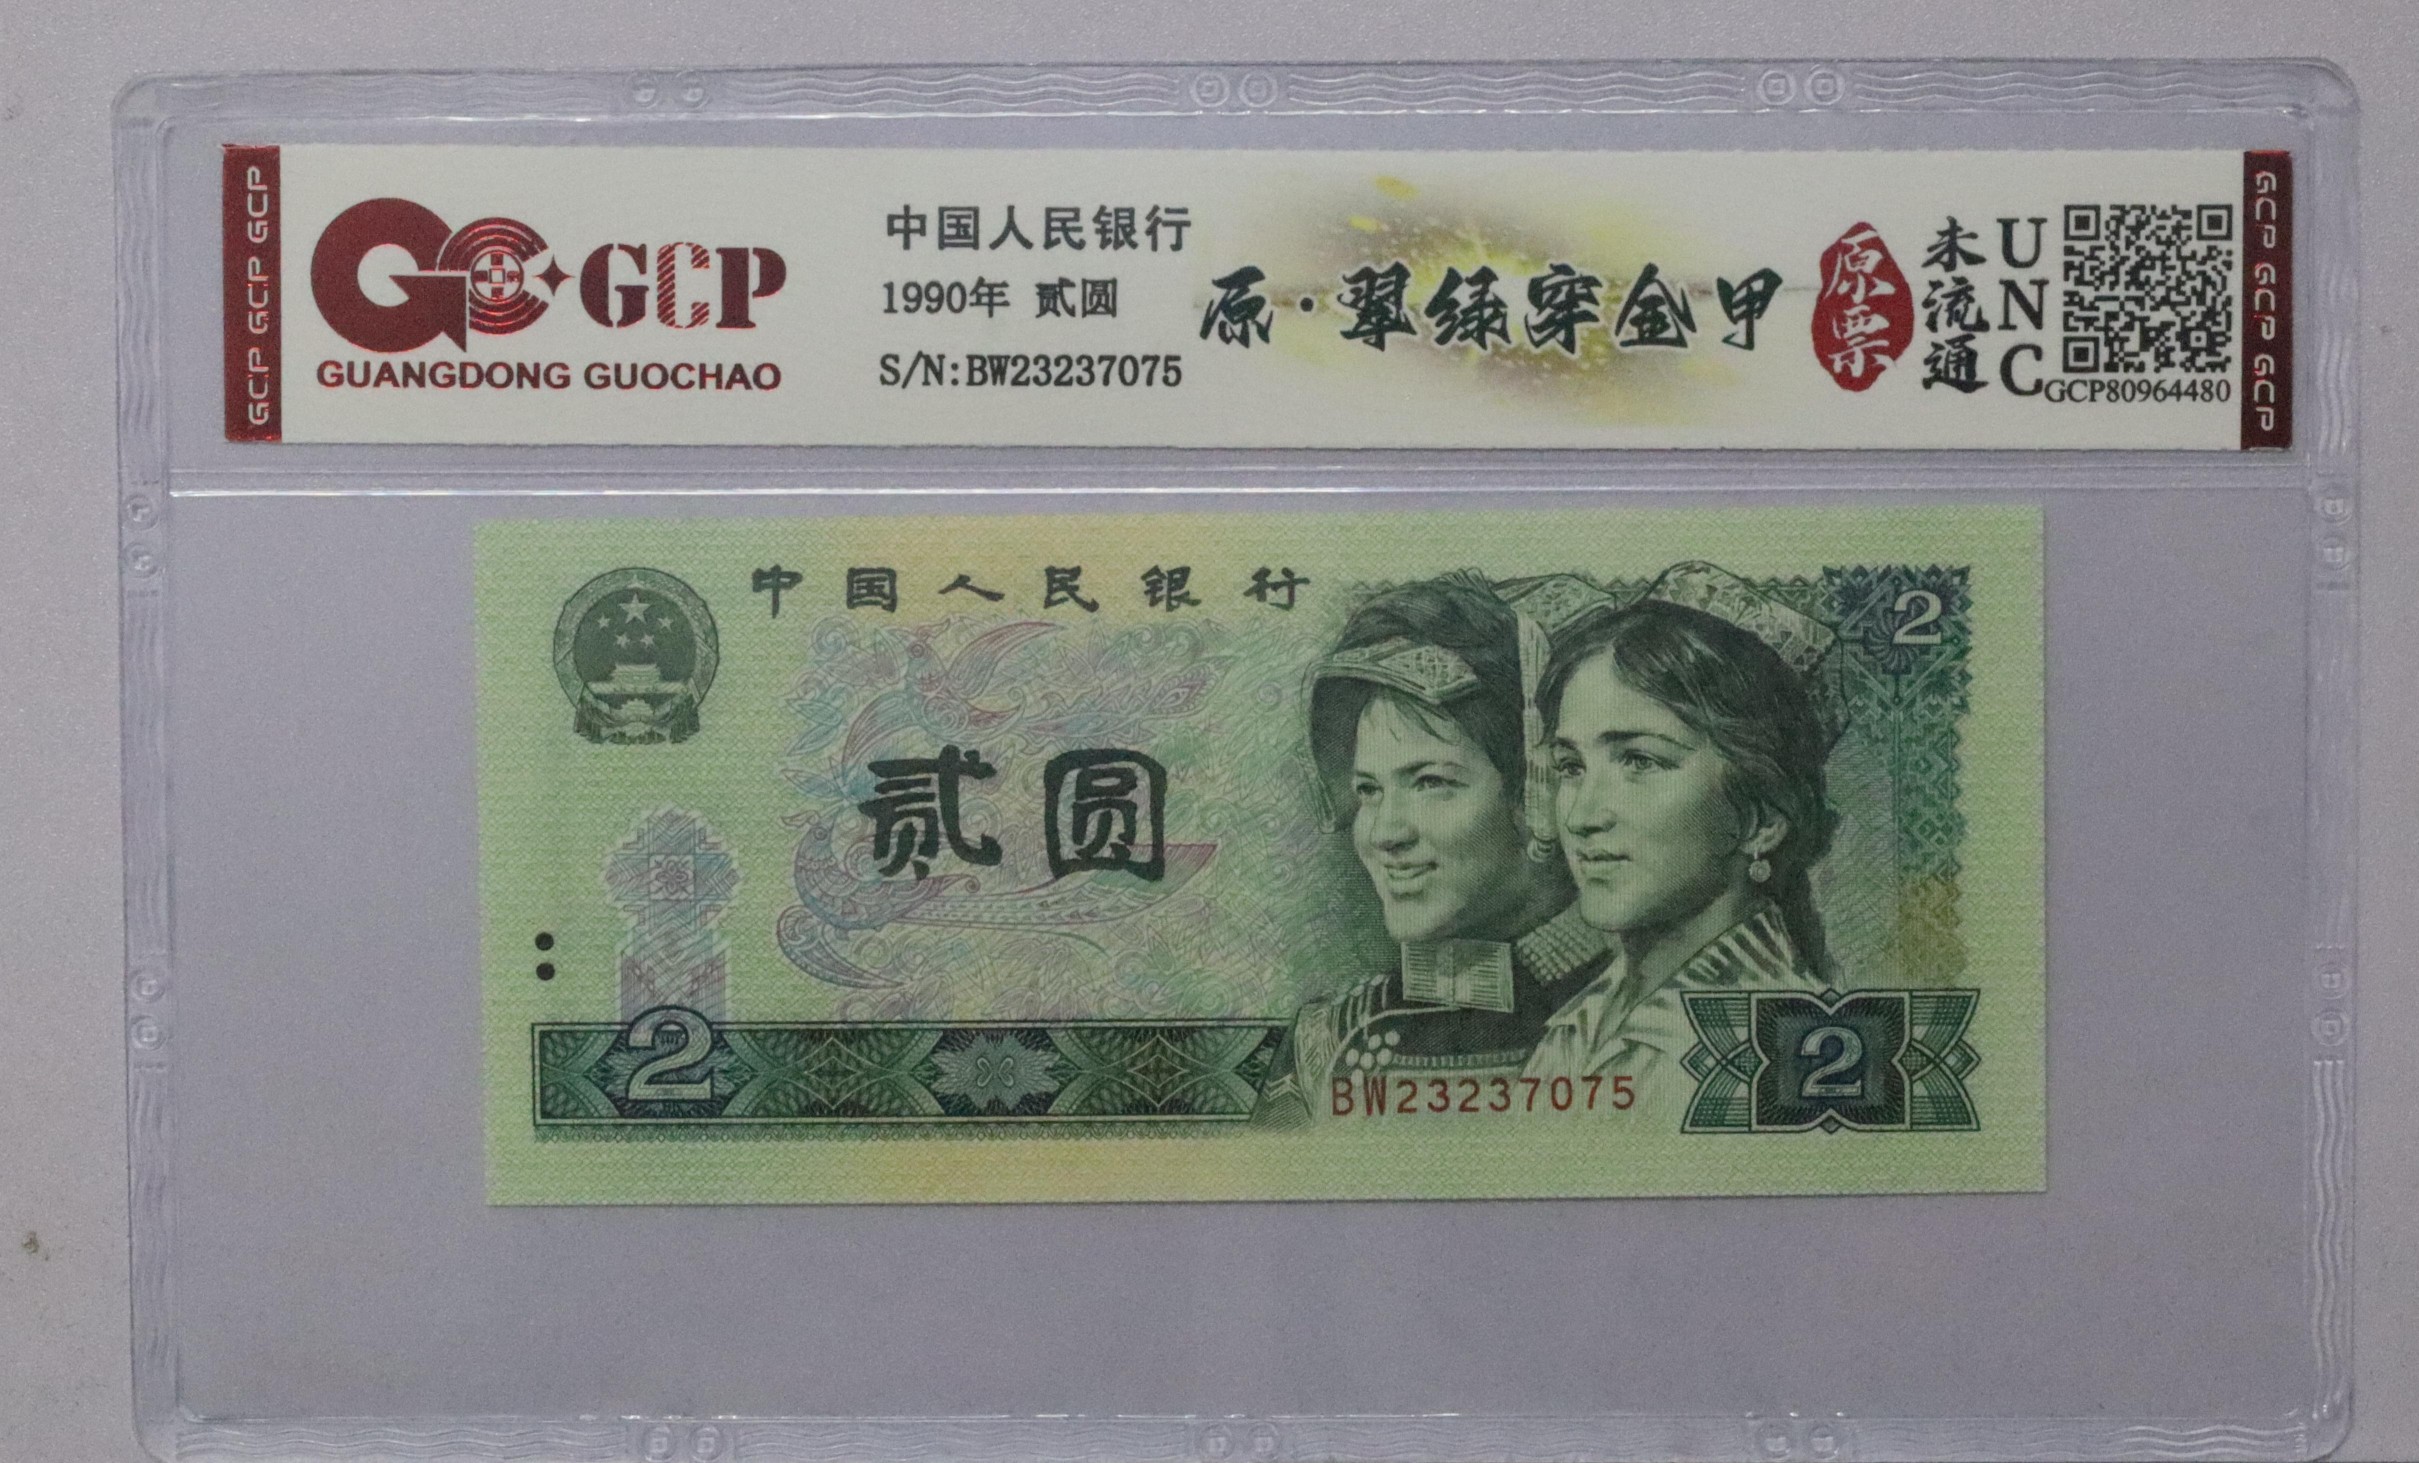 GCP GCP GCP
GC GCP
GUANGDONG GUOCHAO
中国人民银行
1990年 贰圆
S/N:BW23237075
原·翠绿穿金甲
原票
未流通
UNC
GCP80964480
GCP GCP GCP
中国人民银行
2
贰圆
2
BW23237075
2